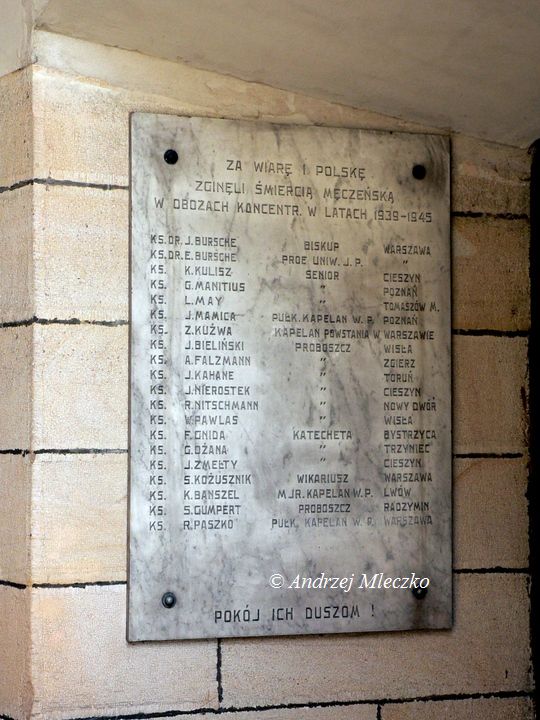 ZA WIARĘ I POLSKĘ
ZGINĘLI ŚMIERCIĄ MĘCZEŃSKĄ
W OBOZACH KONCENTR. W LATACH 1939-1945
KS. DR. J. BURSCHE BISKUP WARSZAWA
KS. DR. E. BURSCHE PROF. UNIW. J. P. "
KS. K. KULISZ SENIOR CIESZYN
KS. G. MANITIUS " POZNAŃ
KS. L. MAY " TOMASZÓW M.
KS. J. MAMICA PUŁK. KAPELAN W. P. POZNAŃ
KS. Z. KUŹWA KAPELAN POWSTANIA W WARSZAWIE
KS. J. BIELIŃSKI PROBOSZCZ WISŁA
KS. A. FALZMANN " ZGIERZ
KS. J. KAHANE " TORUŃ
KS. J. NIEROSTEK " CIESZYN
KS. R. NITSCHMANN " NOWY DWÓR
KS. W. PAWLAS " WISŁA
KS. F. GNIDA KATECHETA BYSTRZYCA
KS. G. OŻANA " TRZYNIEC
KS. J. ZMEŁTY " CIESZYN
KS. S. KOŻUSZNIK WIKARIUSZ WARSZAWA
KS. K. BANSZEL MJR. KAPELAN W. P. LWÓW
KS. S. GUMPERT PROBOSZCZ RADZYMIN
KS. R. PASZKO PUŁK. KAPELAN W. P. WARSZAWA
© Andrzej Mleczko
POKÓJ ICH DUSZOM !